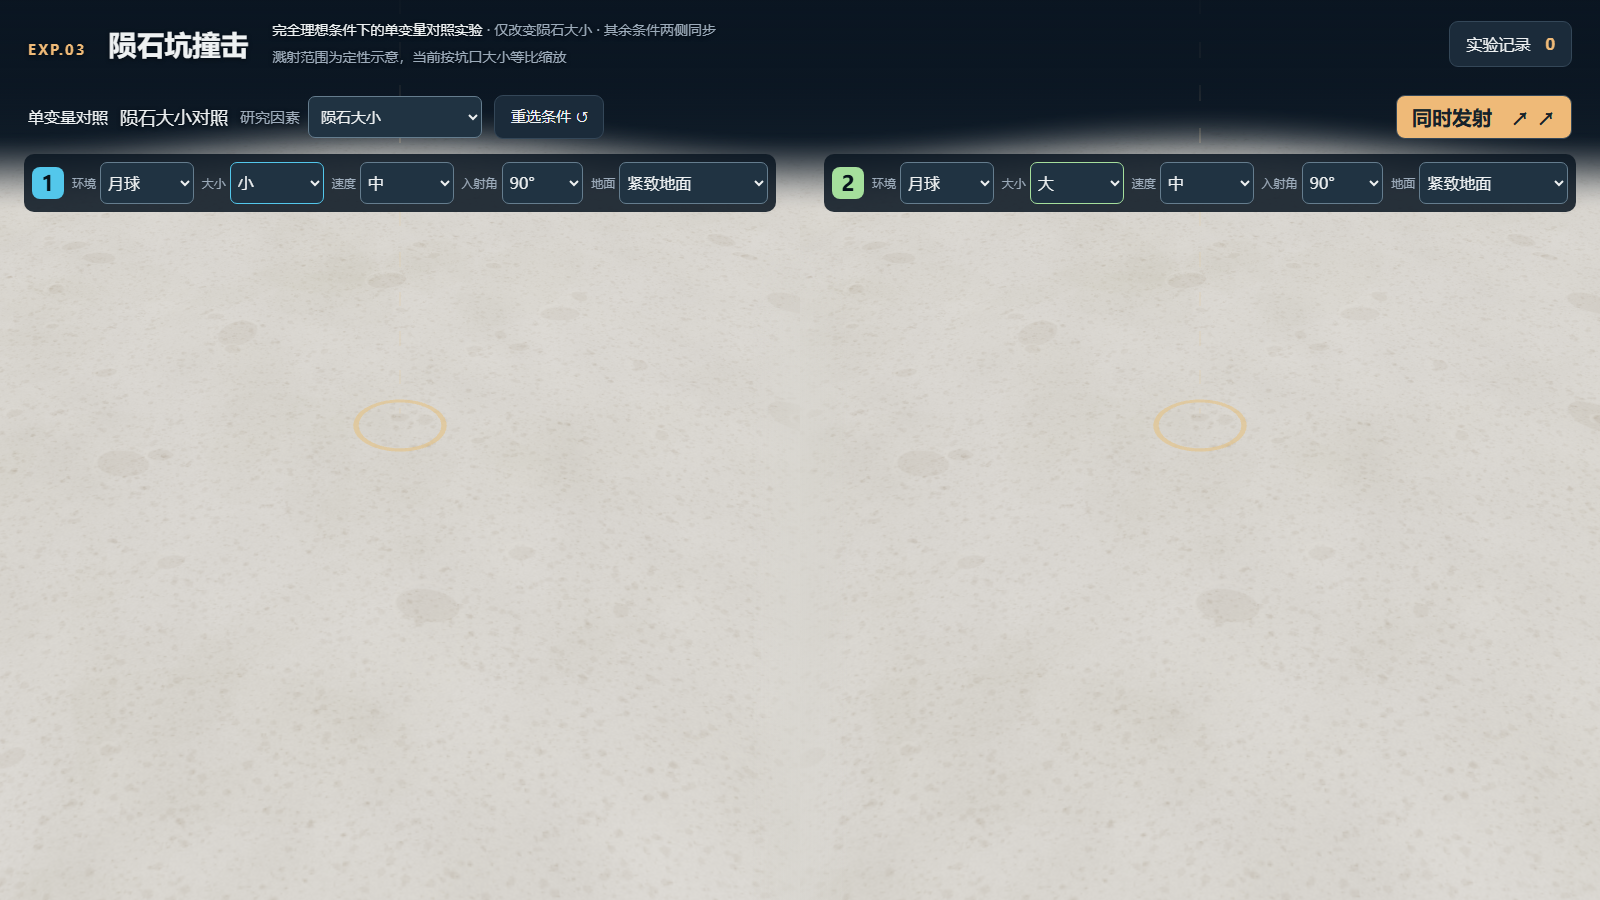 EXP.03 陨石坑撞击
完全理想条件下的单变量对照实验 · 仅改变陨石大小 · 其余条件两侧同步
溅射范围为定性示意，当前按坑口大小等比缩放
实验记录 0
单变量对照 陨石大小对照 研究因素 陨石大小 重选条件 ↺
同时发射 ↗ ↗
1 环境 月球 大小 小 速度 中 入射角 90° 地面 紧致地面
2 环境 月球 大小 大 速度 中 入射角 90° 地面 紧致地面